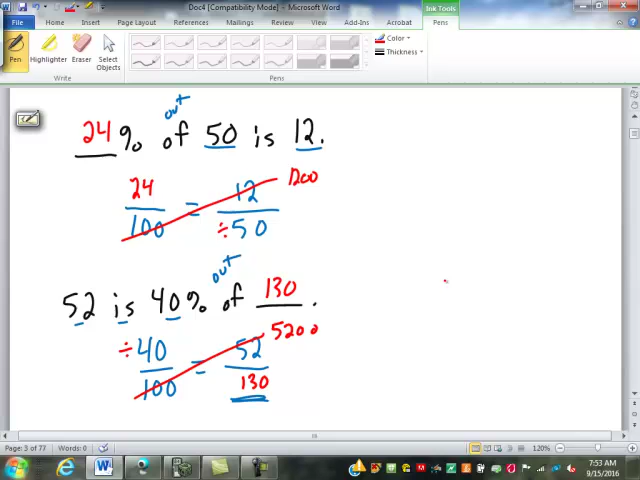 Doc4 [Compatibility Mode] - Microsoft Word
Ink Tools
File Home Insert Page Layout References Mailings Review View Add-Ins Acrobat Pens
Pen Highlighter Eraser Select Objects
Color
Thickness
Write Pens
out
24% of 50 is 12.
24 12 1200
100 = ÷50
out
52 is 40% of 130.
÷40 52 5200
100 = 130
Page: 3 of 77 Words: 0 120%
7:53 AM
9/15/2016